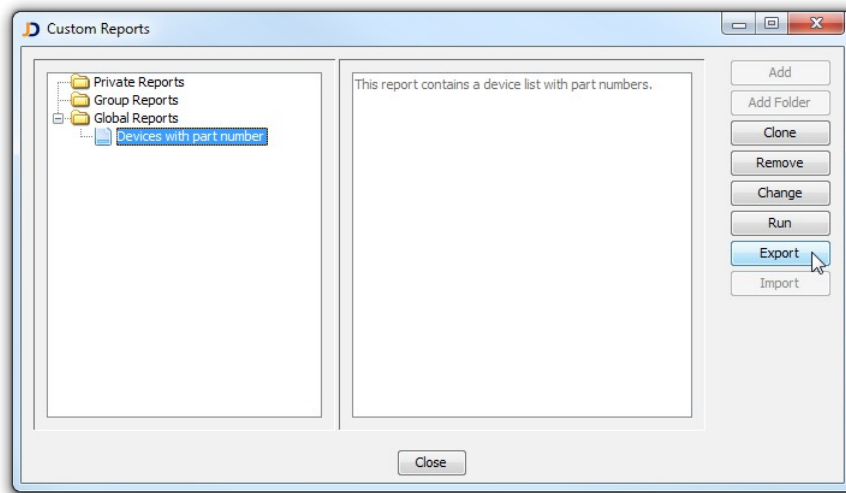 Custom Reports
Private Reports
Group Reports
Global Reports
Devices with part number
This report contains a device list with part numbers.
Add
Add Folder
Clone
Remove
Change
Run
Export
Import
Close